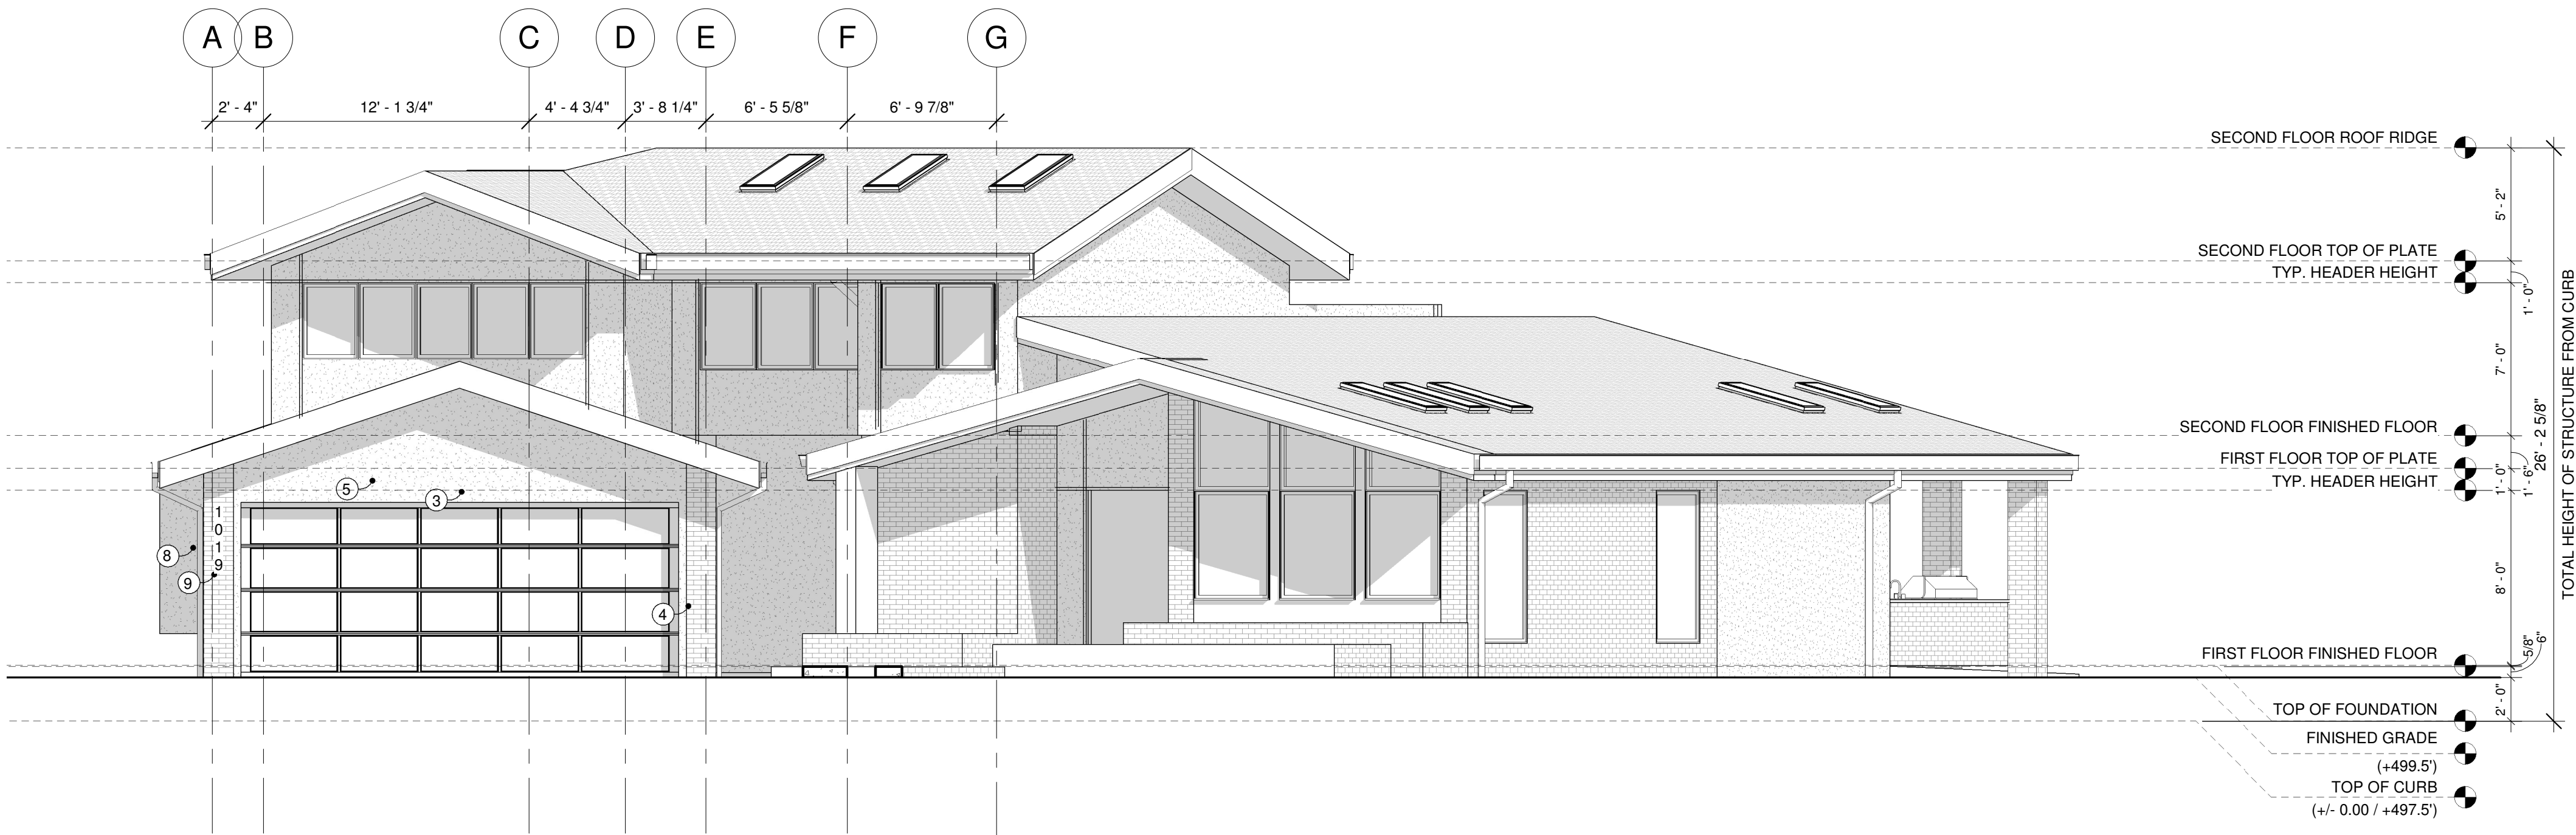 A B C D E F G
2' - 4" 12' - 1 3/4" 4' - 4 3/4" 3' - 8 1/4" 6' - 5 5/8" 6' - 9 7/8"
SECOND FLOOR ROOF RIDGE
5' - 2"
SECOND FLOOR TOP OF PLATE
TYP. HEADER HEIGHT
1' - 0"
7' - 0"
SECOND FLOOR FINISHED FLOOR
FIRST FLOOR TOP OF PLATE
TYP. HEADER HEIGHT
1' - 6"
1' - 0"
8' - 0"
FIRST FLOOR FINISHED FLOOR
5/8"
6"
2' - 0"
TOP OF FOUNDATION
FINISHED GRADE
(+499.5')
TOP OF CURB
(+/- 0.00 / +497.5')
26' - 2 5/8"
TOTAL HEIGHT OF STRUCTURE FROM CURB
5
3
1
0
1
9
8
9
4